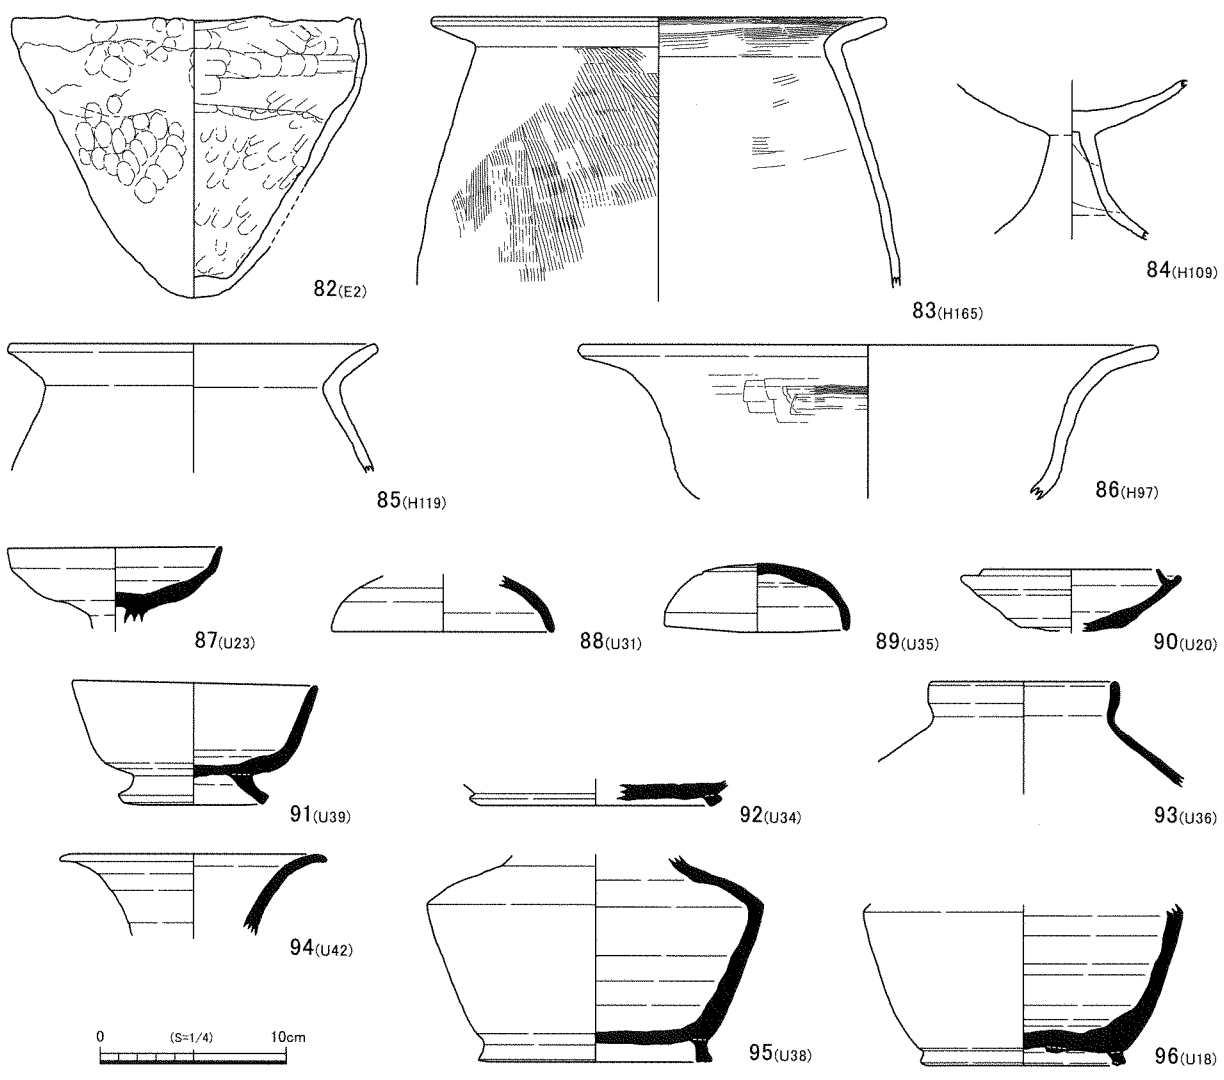 82(E2)
83(H165)
84(H109)
85(H119)
86(H97)
87(U23)
88(U31)
89(U35)
90(U20)
91(U39)
92(U34)
93(U36)
94(U42)
95(U38)
96(U18)
0 (S=1/4) 10cm